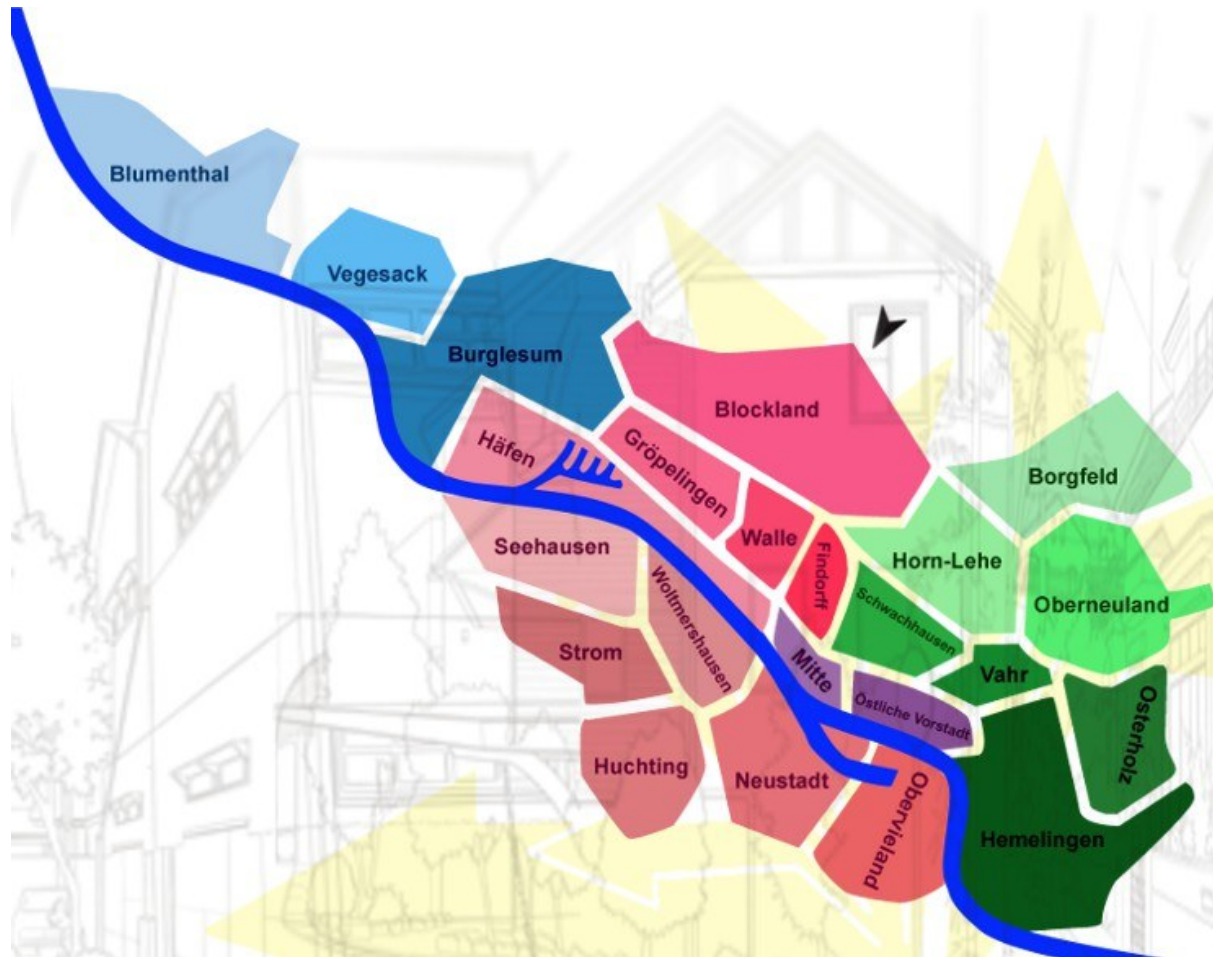 Blumenthal
Vegesack
Burglesum
Blockland
Häfen
Gröpelingen
Borgfeld
Walle
Findorff
Horn-Lehe
Seehausen
Woltmershausen
Schwachhausen
Oberneuland
Strom
Mitte
Vahr
Östliche Vorstadt
Osterholz
Huchting
Neustadt
Obervieland
Hemelingen